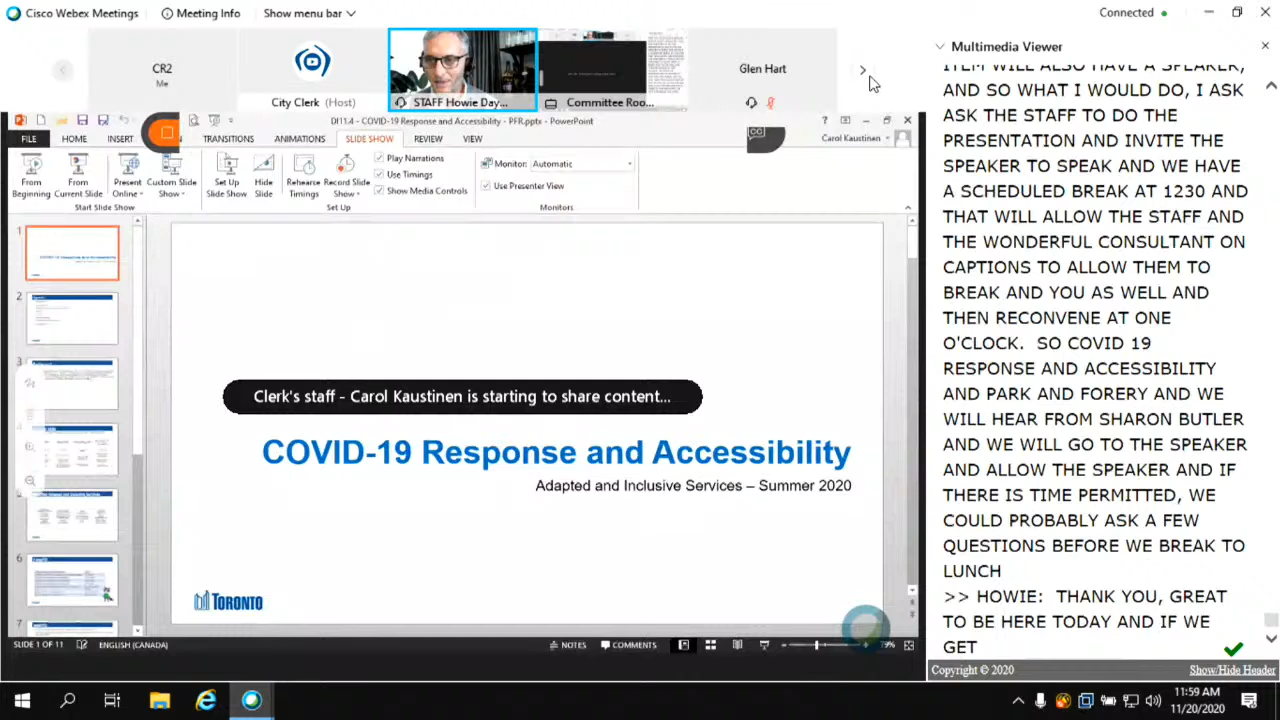 Cisco Webex Meetings
Meeting Info
Show menu bar
Connected
CR2
Me
City Clerk (Host)
STAFF Howie Day...
Committee Roo...
Glen Hart
DI11.4 - COVID-19 Response and Accessibility - PFR.pptx - PowerPoint
FILE HOME INSERT TRANSITIONS ANIMATIONS SLIDE SHOW REVIEW VIEW
CC
Carol Kaustinen
From Beginning
From Current Slide
Present Online
Custom Slide Show
Set Up Slide Show
Hide Slide
Rehearse Timings
Record Slide Show
Play Narrations
Use Timings
Show Media Controls
Monitor: Automatic
Use Presenter View
Start Slide Show
Set Up
Monitors
1
2
3
6
7
Clerk's staff - Carol Kaustinen is starting to share content...
COVID-19 Response and Accessibility
Adapted and Inclusive Services – Summer 2020
TORONTO
SLIDE 1 OF 11
ENGLISH (CANADA)
NOTES
COMMENTS
Multimedia Viewer
AND SO WHAT I WOULD DO, I ASK
ASK THE STAFF TO DO THE
PRESENTATION AND INVITE THE
SPEAKER TO SPEAK AND WE HAVE
A SCHEDULED BREAK AT 1230 AND
THAT WILL ALLOW THE STAFF AND
THE WONDERFUL CONSULTANT ON
CAPTIONS TO ALLOW THEM TO
BREAK AND YOU AS WELL AND
THEN RECONVENE AT ONE
O'CLOCK. SO COVID 19
RESPONSE AND ACCESSIBILITY
AND PARK AND FORERY AND WE
WILL HEAR FROM SHARON BUTLER
AND WE WILL GO TO THE SPEAKER
AND ALLOW THE SPEAKER AND IF
THERE IS TIME PERMITTED, WE
COULD PROBABLY ASK A FEW
QUESTIONS BEFORE WE BREAK TO
LUNCH
>> HOWIE: THANK YOU, GREAT
TO BE HERE TODAY AND IF WE
GET
Copyright © 2020
Show/Hide Header
11:59 AM
11/20/2020